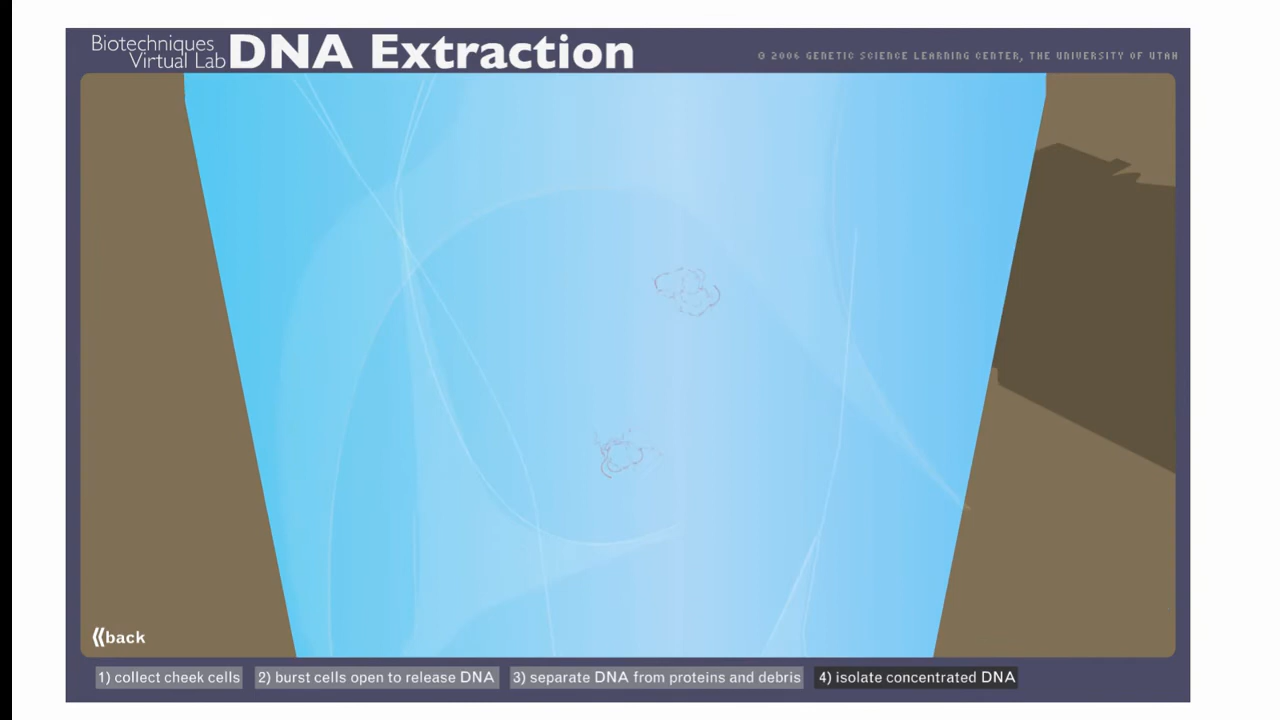 Biotechniques
Virtual Lab
DNA Extraction
© 2006 GENETIC SCIENCE LEARNING CENTER, THE UNIVERSITY OF UTAH
⟪back
1) collect cheek cells
2) burst cells open to release DNA
3) separate DNA from proteins and debris
4) isolate concentrated DNA